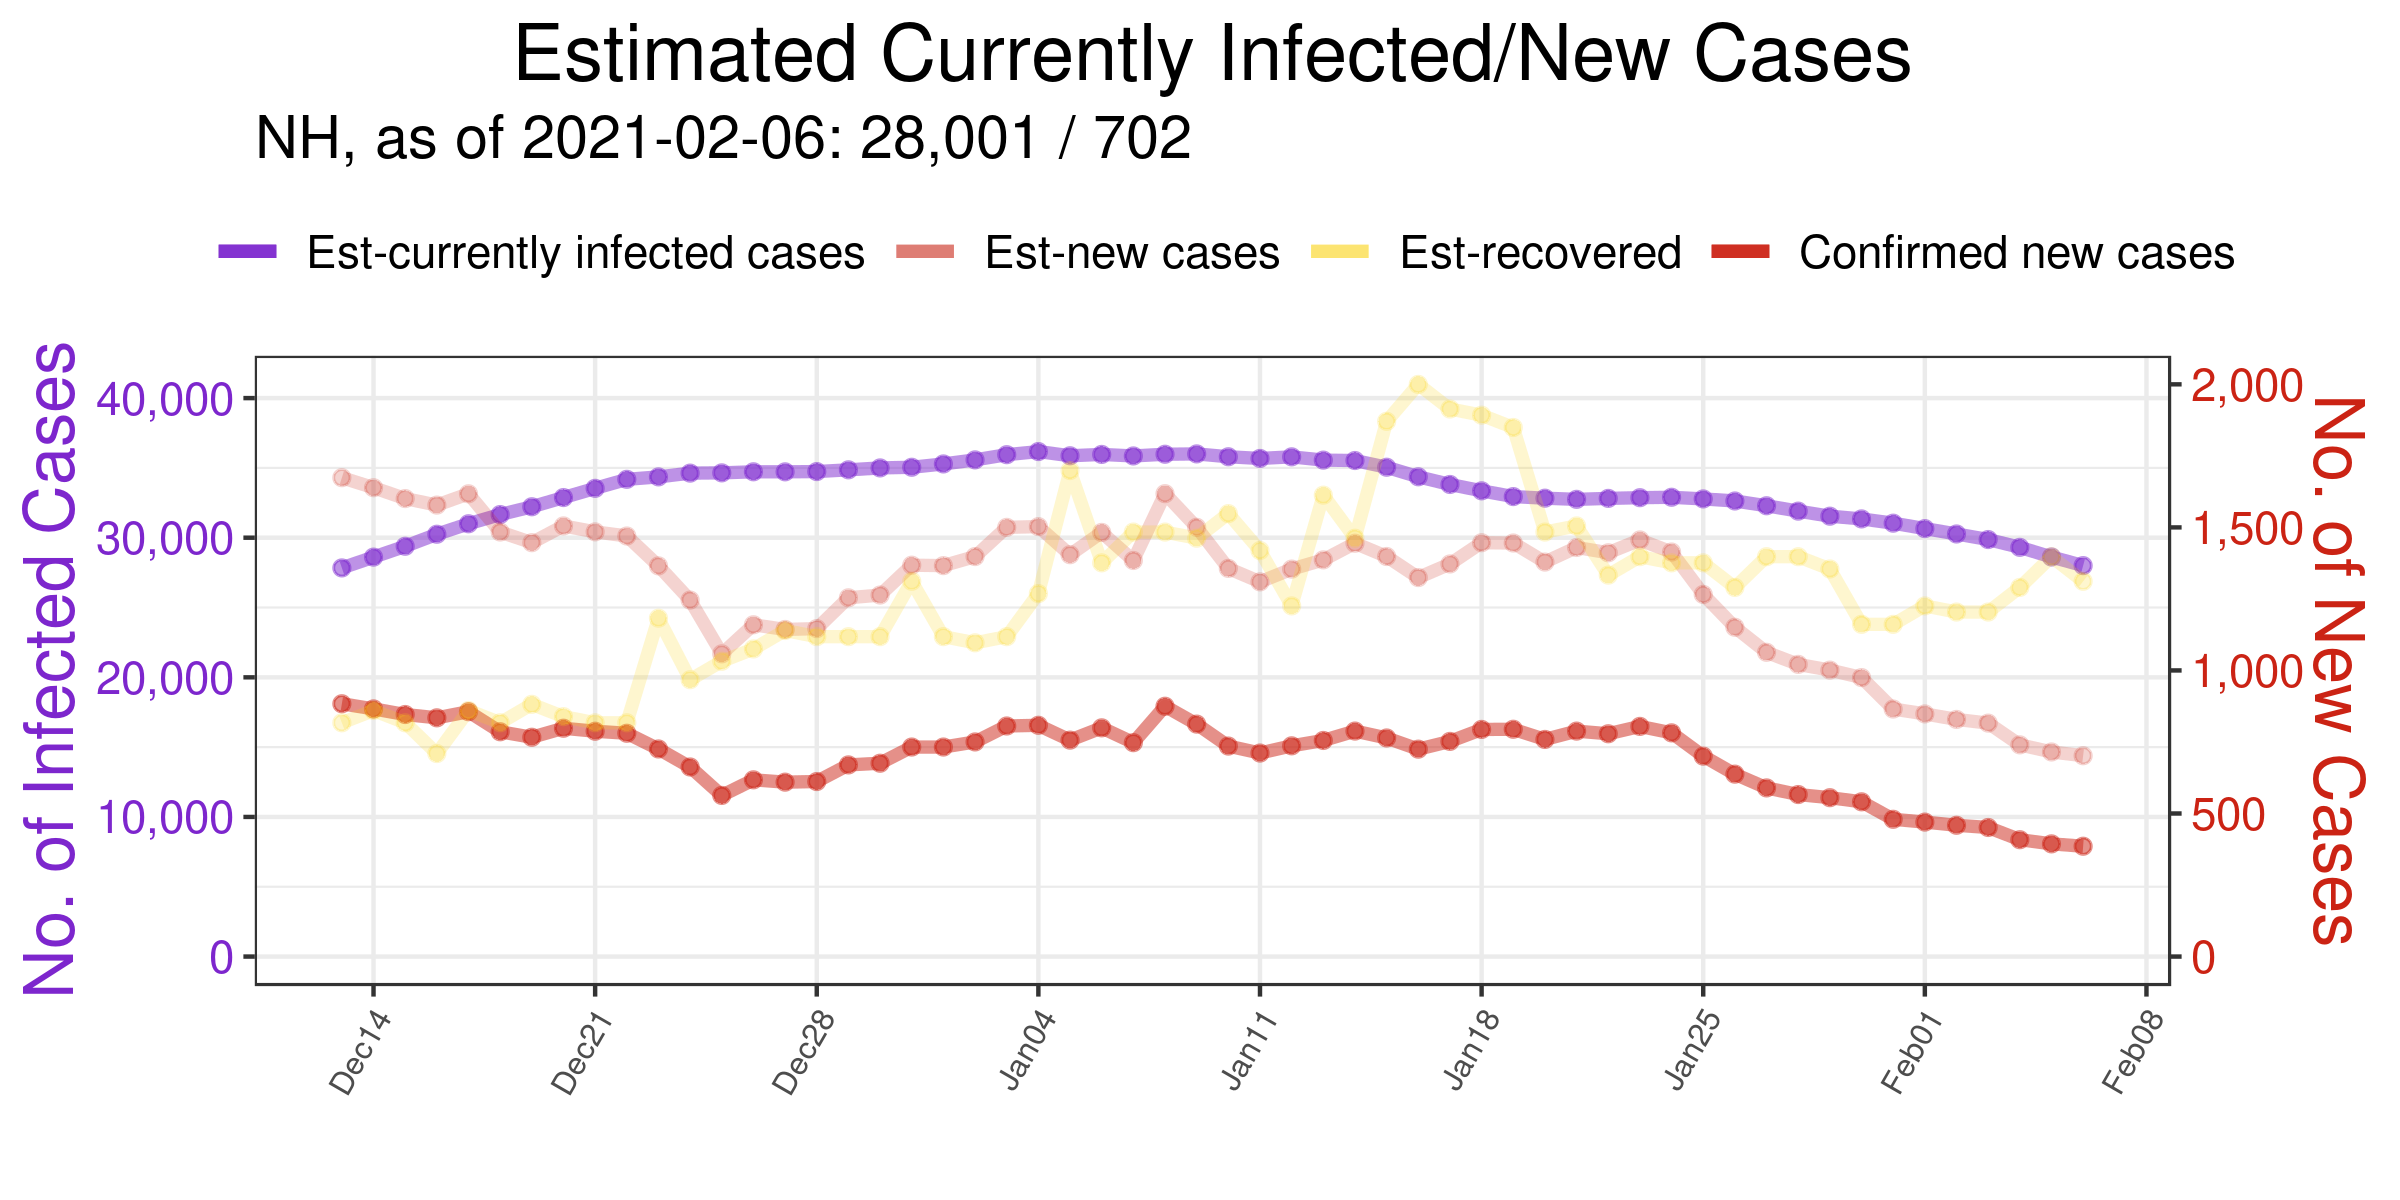 Estimated Currently Infected/New Cases
NH, as of 2021-02-06: 28,001 / 702
Est-currently infected cases Est-new cases Est-recovered Confirmed new cases
No. of Infected Cases
40,000
30,000
20,000
10,000
0
2,000
1,500
1,000
500
0
No. of New Cases
Dec14 Dec21 Dec28 Jan04 Jan11 Jan18 Jan25 Feb01 Feb08